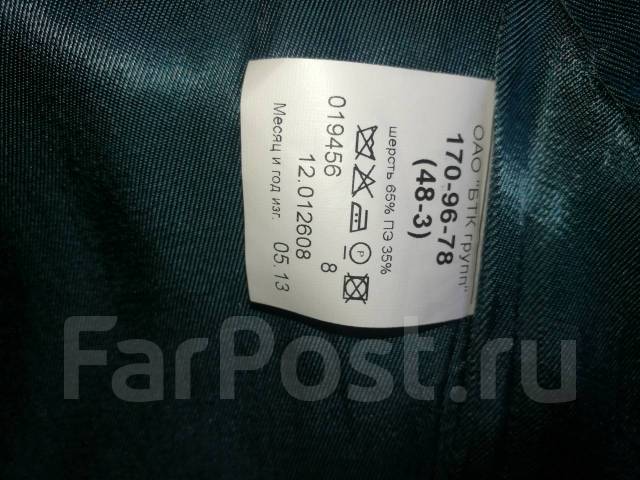 ОАО "БТК групп"
170-96-78
(48-3)
шерсть 65% ПЭ 35%
P
019456 8
12.012608
Месяц и год изг. 05.13
FarPost.ru